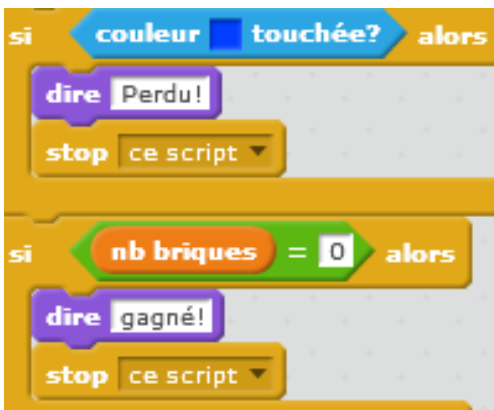 si couleur touchée? alors
dire Perdu!
stop ce script
si nb briques = 0 alors
dire gagné!
stop ce script